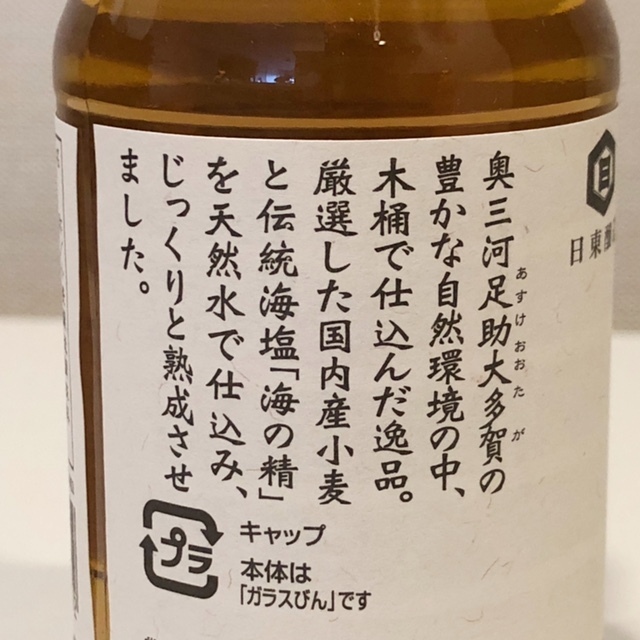 日東醸
奥三河足助大多賀の
あすけおおたが
豊かな自然環境の中、
木桶で仕込んだ逸品。
厳選した国内産小麦
と伝統海塩「海の精」
を天然水で仕込み、
じっくりと熟成させ
ました。
プラ
キャップ
本体は
「ガラスびん」です